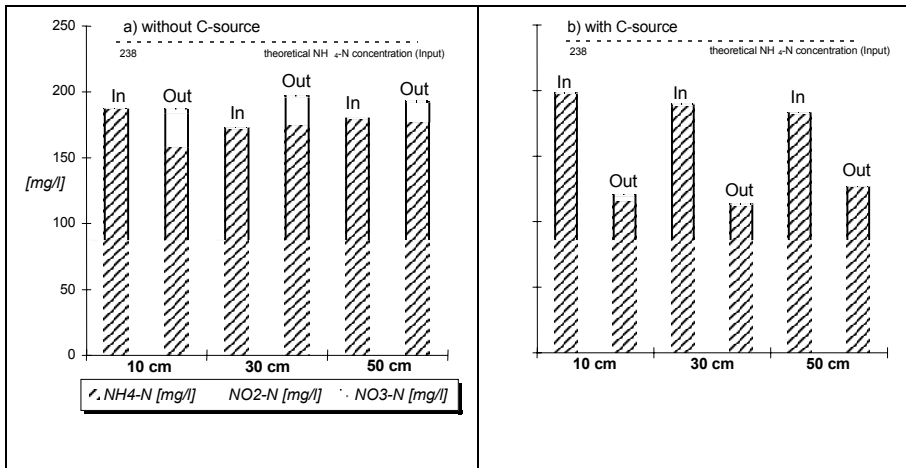 a) without C-source
250
238 theoretical NH 4-N concentration (Input)
200
150
[mg/l]
100
50
0
In Out In Out In Out
10 cm 30 cm 50 cm
NH4-N [mg/l] NO2-N [mg/l] NO3-N [mg/l]
b) with C-source
238 theoretical NH 4-N concentration (Input)
In Out In Out In Out
10 cm 30 cm 50 cm